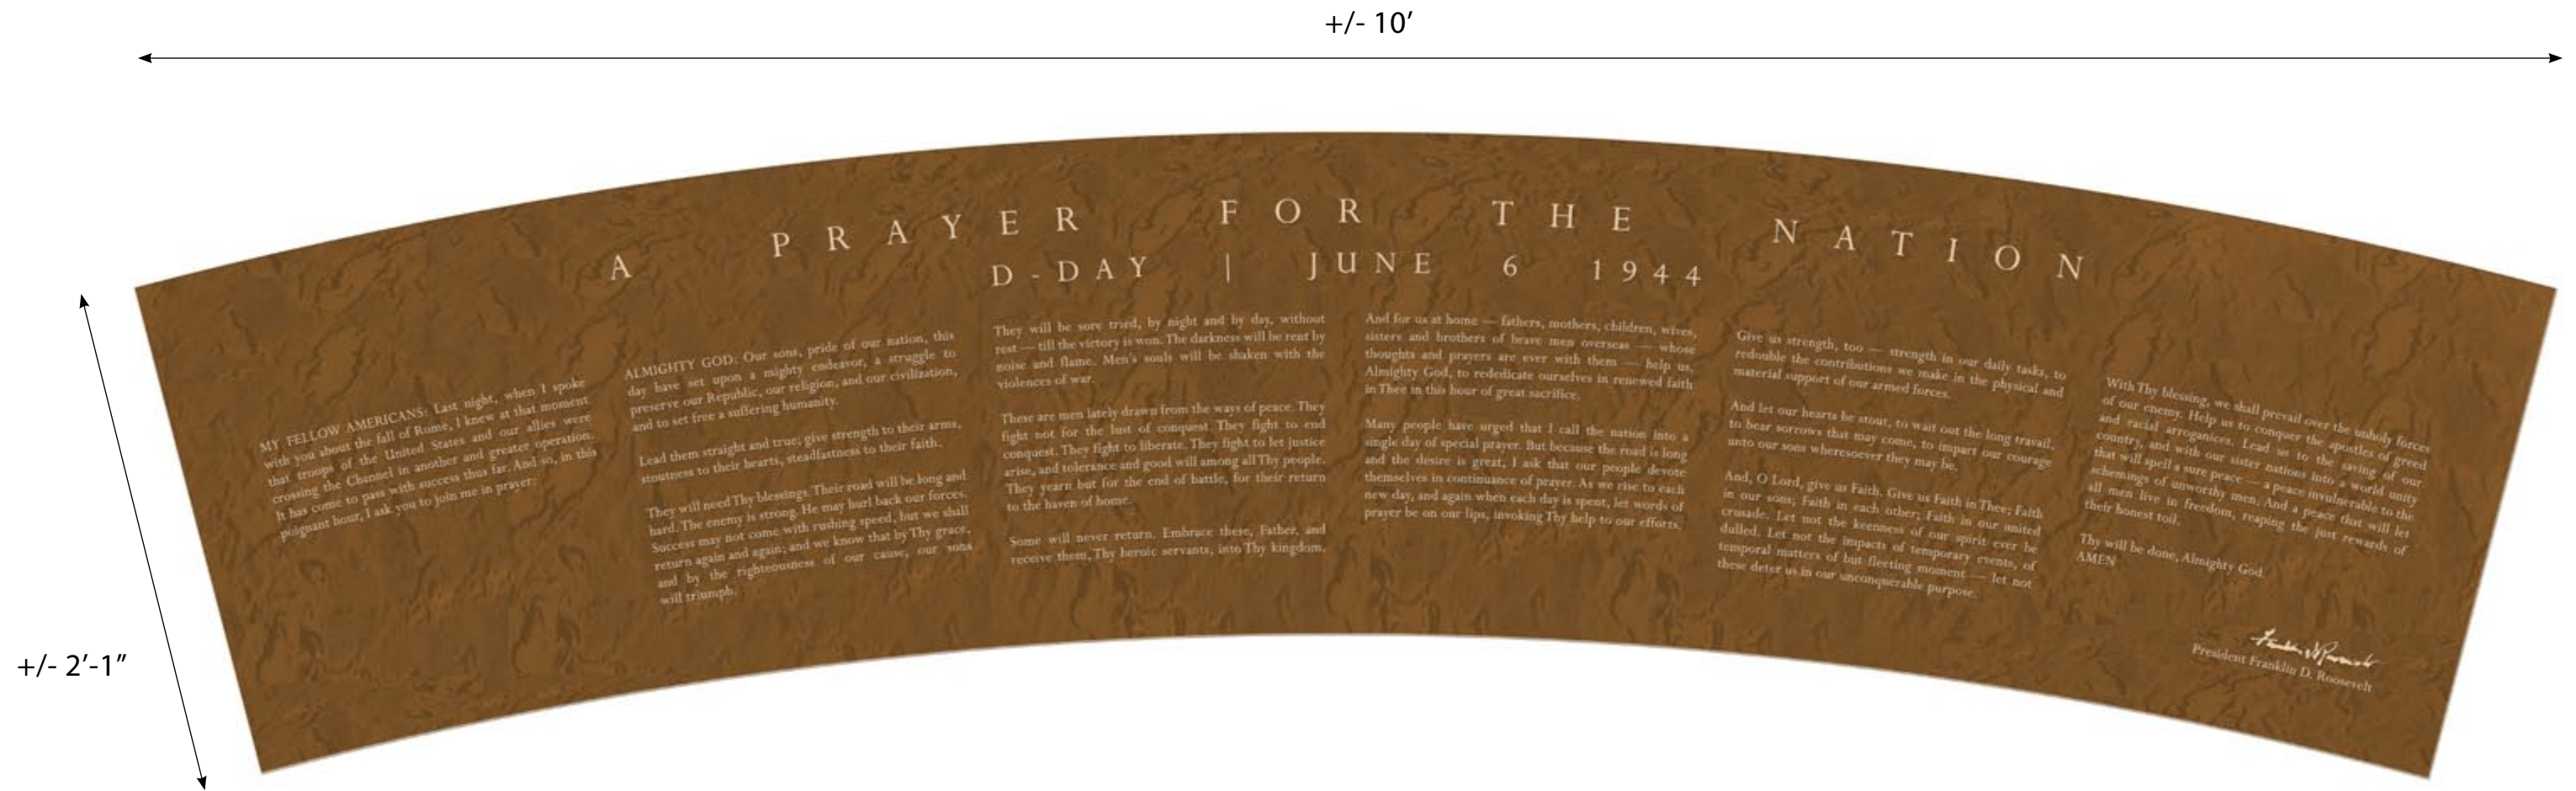 +/- 10’
+/- 2’-1”
A PRAYER FOR THE NATION
D-DAY | JUNE 6 1944
MY FELLOW AMERICANS: Last night, when I spoke
with you about the fall of Rome, I knew at that moment
that troops of the United States and our allies were
crossing the Channel in another and greater operation.
It has come to pass with success thus far. And so, in this
poignant hour, I ask you to join me in prayer:
ALMIGHTY GOD: Our sons, pride of our nation, this
day have set upon a mighty endeavor, a struggle to
preserve our Republic, our religion, and our civilization,
and to set free a suffering humanity.
Lead them straight and true; give strength to their arms,
stoutness to their hearts, steadfastness to their faith.
They will need Thy blessings. Their road will be long and
hard. The enemy is strong. He may hurl back our forces.
Success may not come with rushing speed, but we shall
return again and again; and we know that by Thy grace,
and by the righteousness of our cause, our sons
will triumph.
They will be sore tried, by night and by day, without
rest — till the victory is won. The darkness will be rent by
noise and flame. Men's souls will be shaken with the
violences of war.
These are men lately drawn from the ways of peace. They
fight not for the lust of conquest. They fight to end
conquest. They fight to liberate. They fight to let justice
arise, and tolerance and good will among all Thy people.
They yearn but for the end of battle, for their return
to the haven of home.
Some will never return. Embrace these, Father, and
receive them, Thy heroic servants, into Thy kingdom.
And for us at home — fathers, mothers, children, wives,
sisters and brothers of brave men overseas — whose
thoughts and prayers are ever with them — help us,
Almighty God, to rededicate ourselves in renewed faith
in Thee in this hour of great sacrifice.
Many people have urged that I call the nation into a
single day of special prayer. But because the road is long
and the desire is great, I ask that our people devote
themselves in continuance of prayer. As we rise to each
new day, and again when each day is spent, let words of
prayer be on our lips, invoking Thy help to our efforts.
Give us strength, too — strength in our daily tasks, to
redouble the contributions we make in the physical and
material support of our armed forces.
And let our hearts be stout, to wait out the long travail,
to bear sorrows that may come, to impart our courage
unto our sons wheresoever they may be.
And, O Lord, give us Faith. Give us Faith in Thee; Faith
in our sons; Faith in each other; Faith in our united
crusade. Let not the keenness of our spirit ever be
dulled. Let not the impacts of temporary events, of
temporal matters of but fleeting moment — let not
these deter us in our unconquerable purpose.
With Thy blessing, we shall prevail over the unholy forces
of our enemy. Help us to conquer the apostles of greed
and racial arroganices. Lead us to the saving of our
country, and with our sister nations into a world unity
that will spell a sure peace — a peace invulnerable to the
schemings of unworthy men. And a peace that will let
all men live in freedom, reaping the just rewards of
their honest toil.
Thy will be done, Almighty God.
AMEN
Franklin D Roosevelt
President Franklin D. Roosevelt